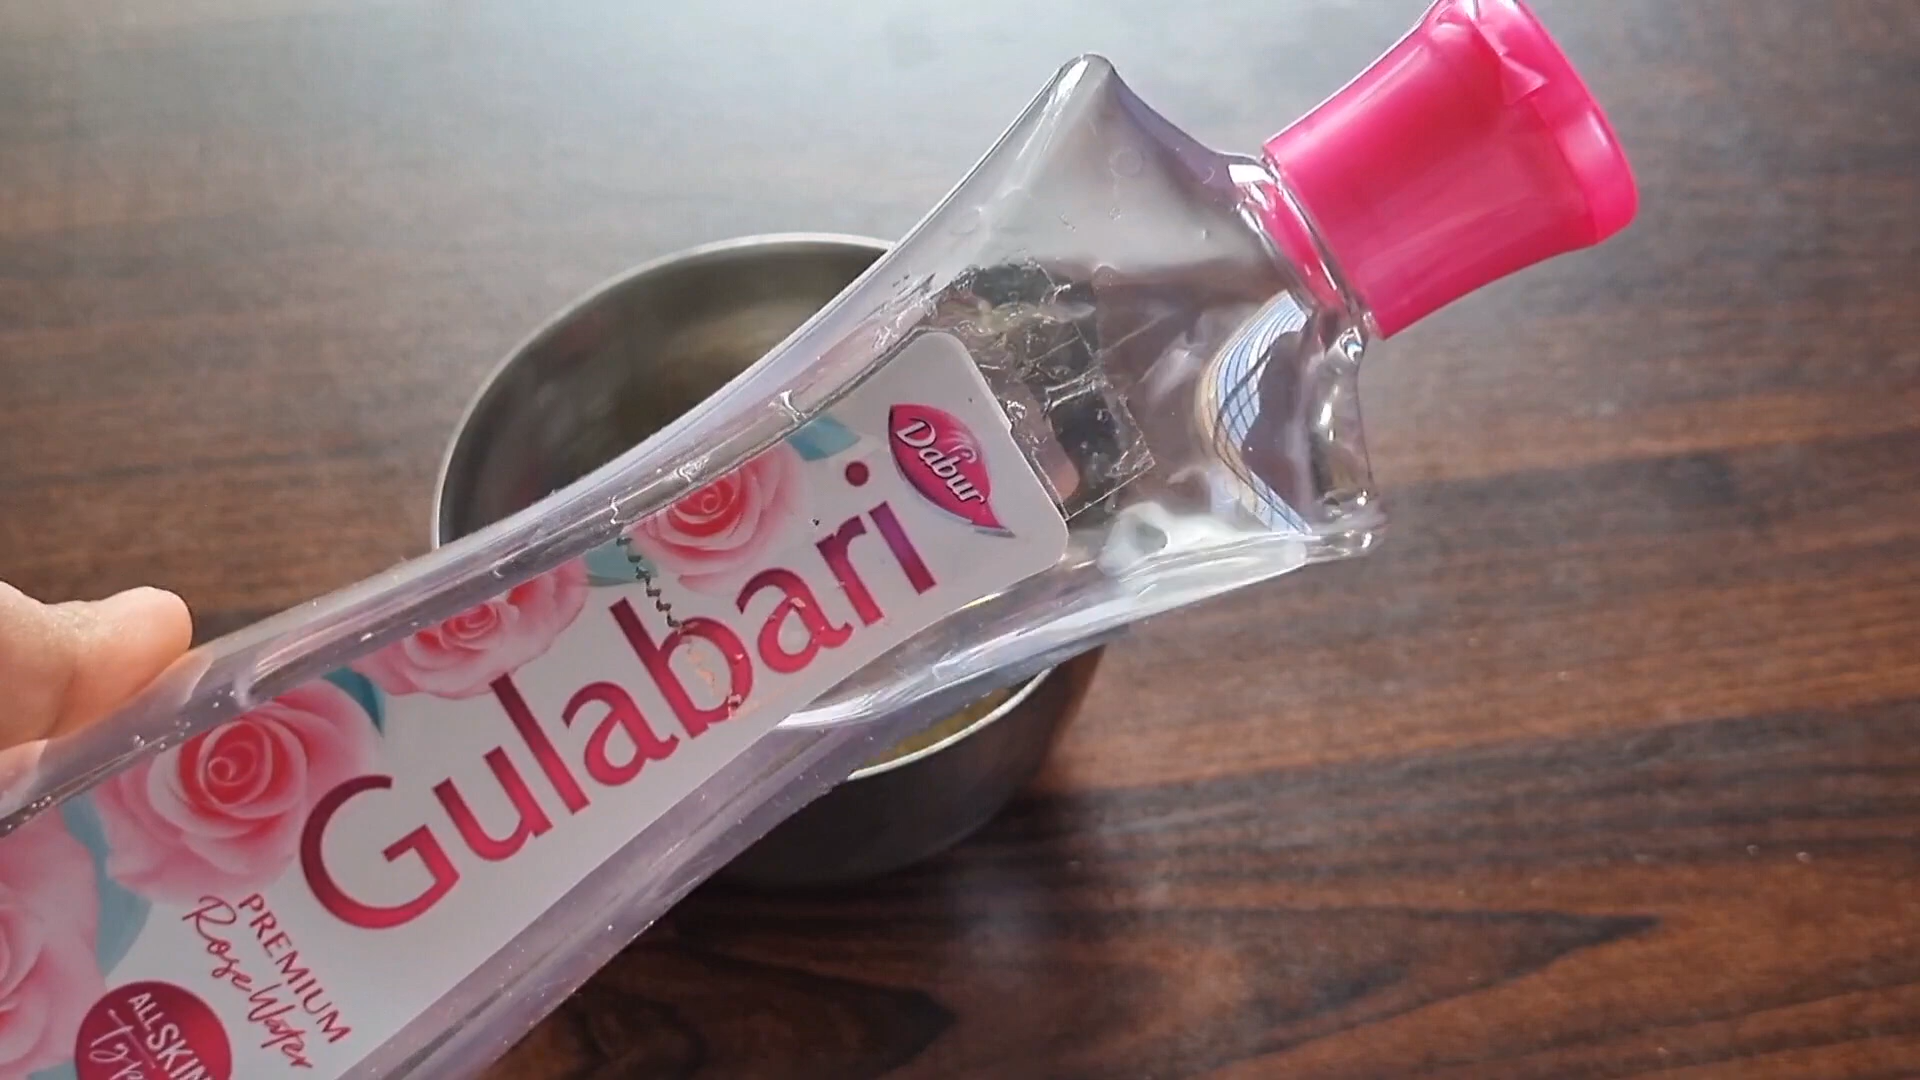 Dabur
Gulabari
PREMIUM
Rose Water
ALL SKIN